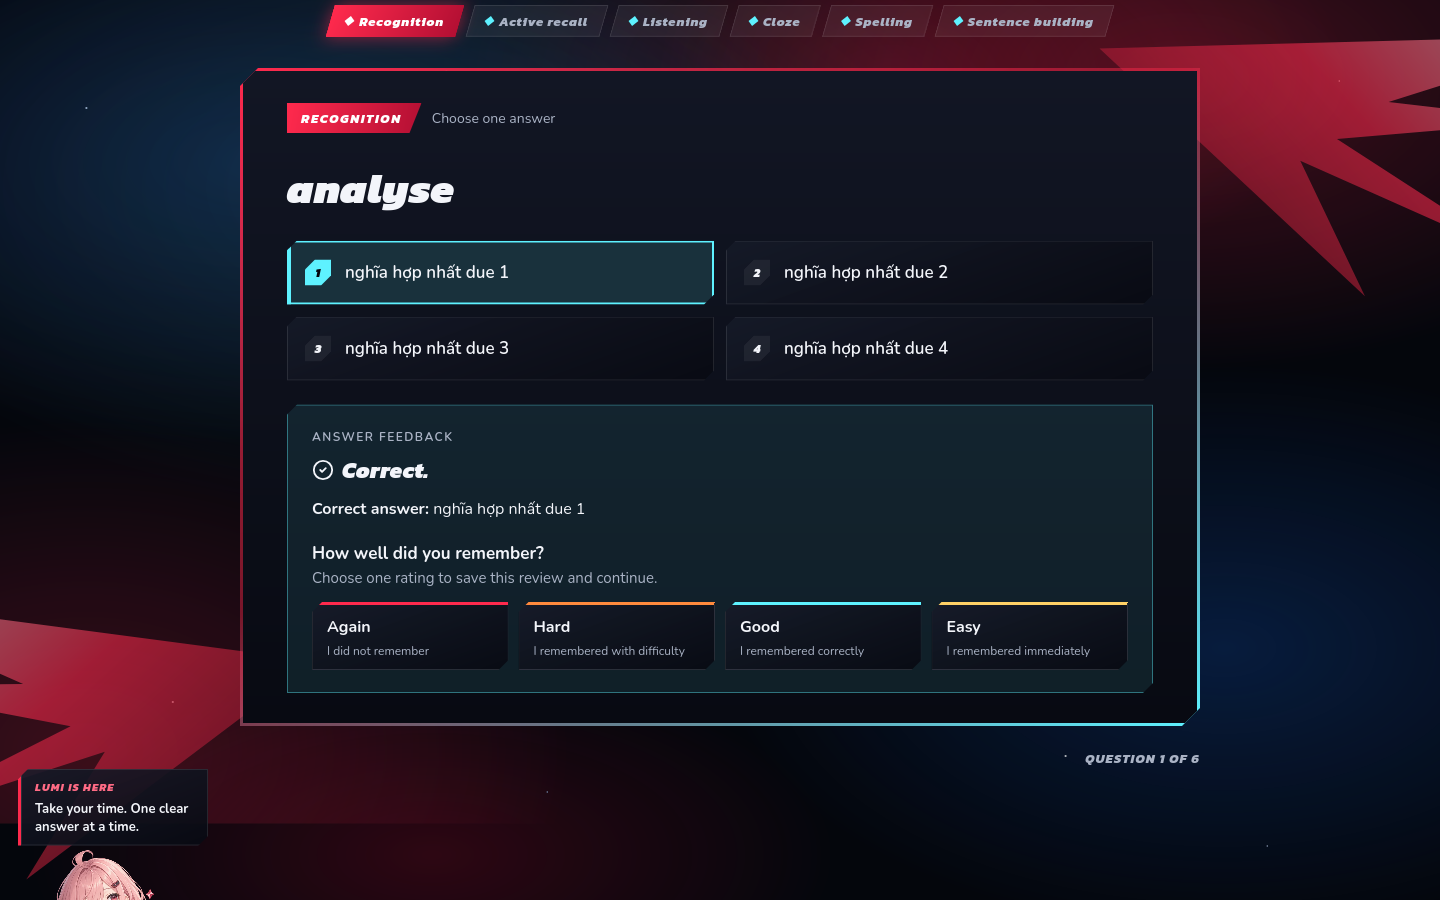 Recognition
Active recall
Listening
Cloze
Spelling
Sentence building
RECOGNITION
Choose one answer
analyse
1 nghĩa hợp nhất due 1
2 nghĩa hợp nhất due 2
3 nghĩa hợp nhất due 3
4 nghĩa hợp nhất due 4
ANSWER FEEDBACK
Correct.
Correct answer: nghĩa hợp nhất due 1
How well did you remember?
Choose one rating to save this review and continue.
Again
I did not remember
Hard
I remembered with difficulty
Good
I remembered correctly
Easy
I remembered immediately
QUESTION 1 OF 6
LUMI IS HERE
Take your time. One clear
answer at a time.